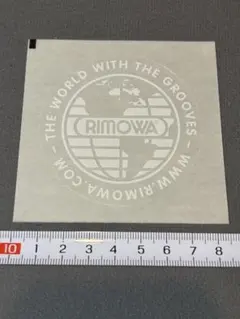 THE WORLD WITH THE GROOVES
RIMOWA
WWW.RIMOWA.COM
10 1 2 3 4 5 6 7 8